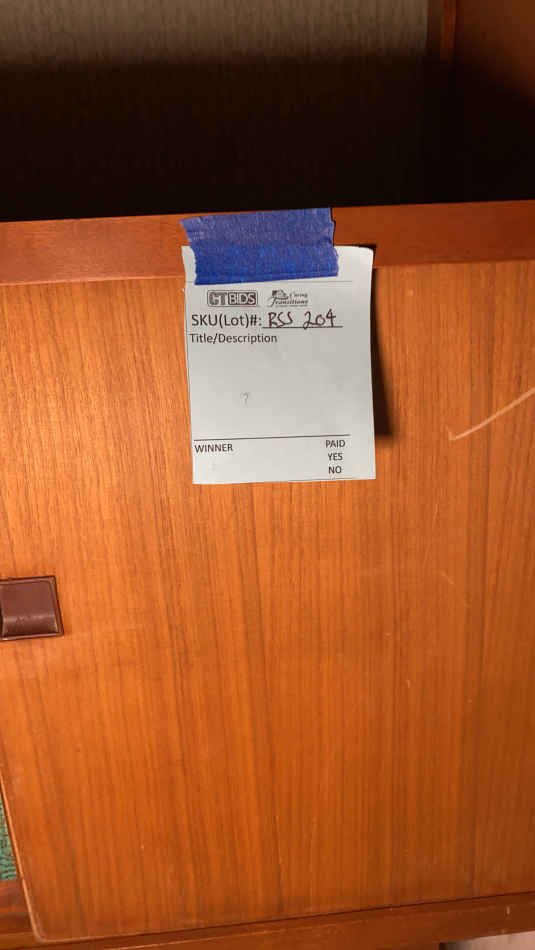 CTBIDS Caring Transitions
SKU(Lot)#: RSS 204
Title/Description
WINNER PAID
YES
NO